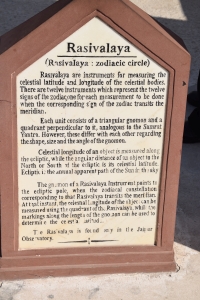 Rasivalaya
(Rasivalaya : zodiacic circle)
Rasivalaya are instruments for measuring the
celestial latitude and longitude of the celestial bodies.
There are twelve instruments which represent the twelve
signs of the zodiac one for each measurement to be done
when the corresponding sign of the zodiac transits the
meridian.
Each unit consists of a triangular gnomon and a
quadrant perpendicular to it, analogous to the Samrat
Yantra. However, these differ with each other regarding
the shape, size and the angle of the gnomon.
Celestial longitude of an object is measured along
the ecliptic, while the angular distance of an object to the
North or South of the ecliptic is its celestial latitude.
Ecliptic is the annual apparent path of the Sun in the sky
The gnomon of a Rasivalaya Instrument points to
the ecliptic pole, when the zodiacal constellation
corresponding to that Rasivalaya transits the meridian.
At that instant, the celestial longitude of the object can be
measured using the quadrant of the Rasivalaya, while the
markings along the length of the gnomon can be used to
determine the celestial latitude.
The Rasivalaya is found only in the Jaipur
Observatory.